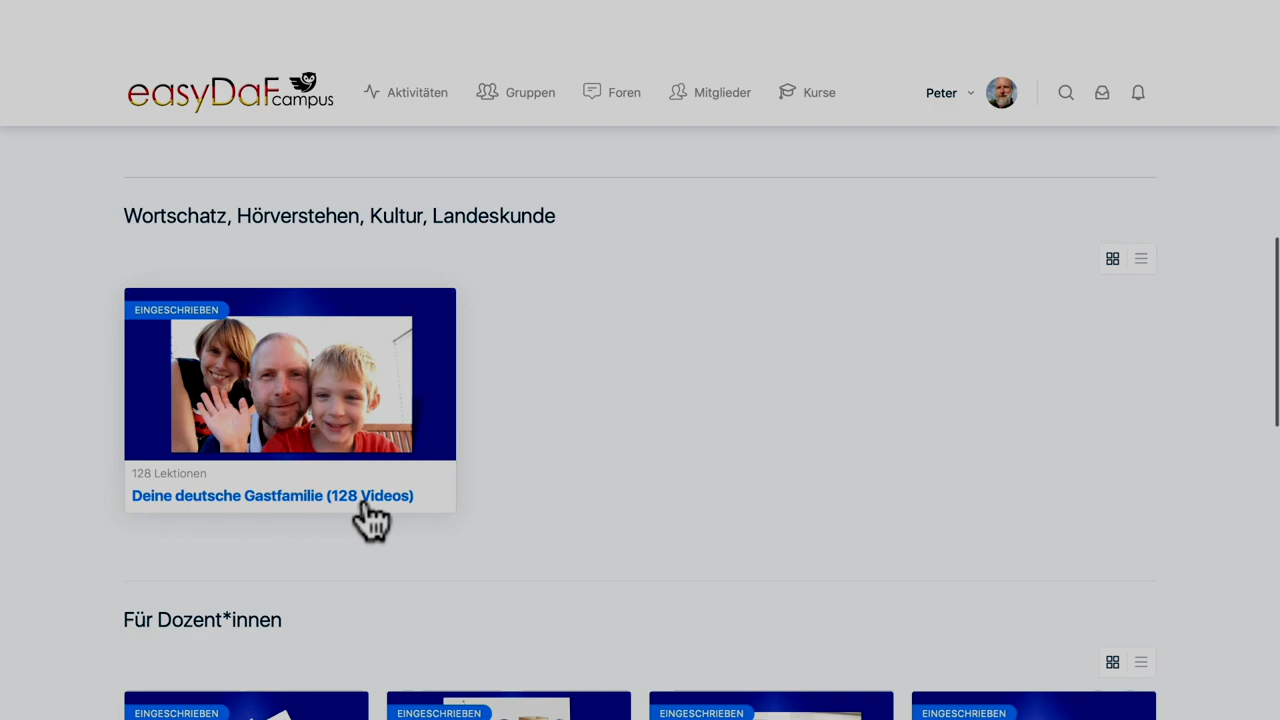 easyDaF campus
Aktivitäten
Gruppen
Foren
Mitglieder
Kurse
Peter
Wortschatz, Hörverstehen, Kultur, Landeskunde
EINGESCHRIEBEN
128 Lektionen
Deine deutsche Gastfamilie (128 Videos)
Für Dozent*innen
EINGESCHRIEBEN
EINGESCHRIEBEN
EINGESCHRIEBEN
EINGESCHRIEBEN